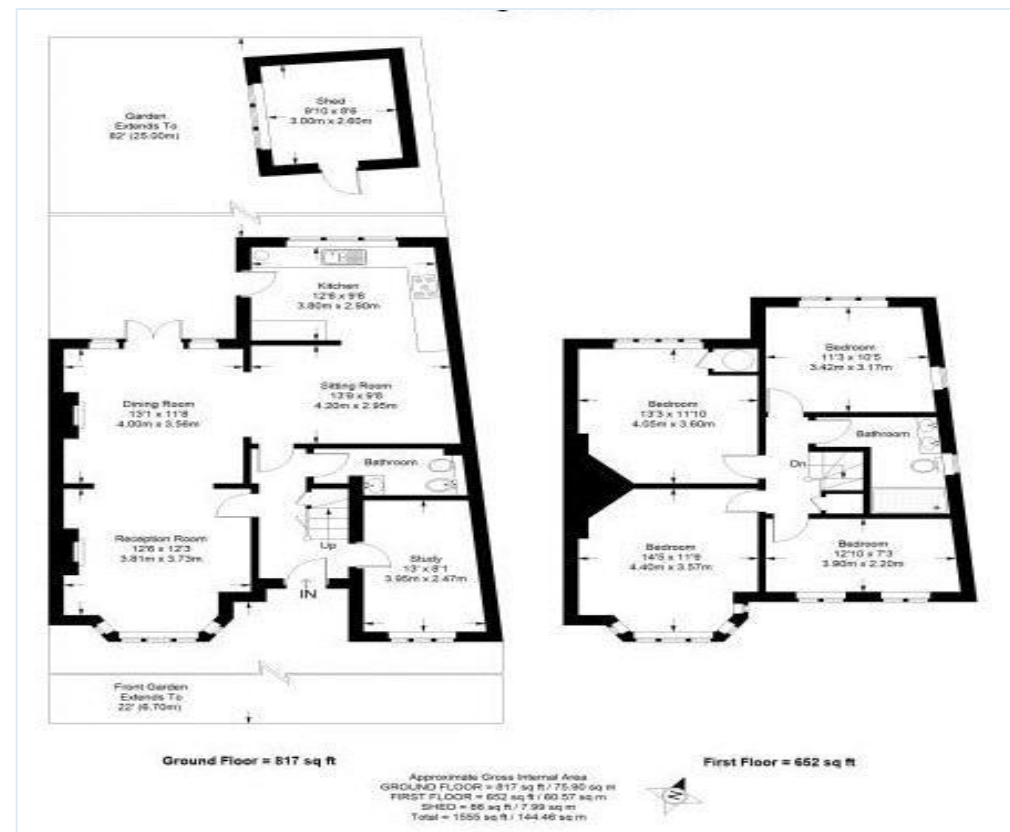 Shed
9'10 x 8'6
3.00m x 2.60m
Garden
Extends To
82' (25.00m)
Kitchen
12'6 x 9'6
3.80m x 2.90m
Sitting Room
13'9 x 9'8
4.20m x 2.95m
Dining Room
13'1 x 11'8
4.00m x 3.56m
Bathroom
Reception Room
12'6 x 12'3
3.81m x 3.73m
Up
Study
13' x 8'1
3.95m x 2.47m
IN
Front Garden
Extends To
22' (6.70m)
Bedroom
11'3 x 10'5
3.42m x 3.17m
Bedroom
13'3 x 11'10
4.05m x 3.60m
Bathroom
Dn
Bedroom
14'5 x 11'9
4.40m x 3.57m
Bedroom
12'10 x 7'3
3.90m x 2.20m
Ground Floor = 817 sq ft
First Floor = 652 sq ft
Approximate Gross Internal Area
GROUND FLOOR = 817 sq ft / 75.90 sq m
FIRST FLOOR = 652 sq ft / 60.57 sq m
SHED = 86 sq ft / 7.99 sq m
Total = 1555 sq ft / 144.46 sq m
N